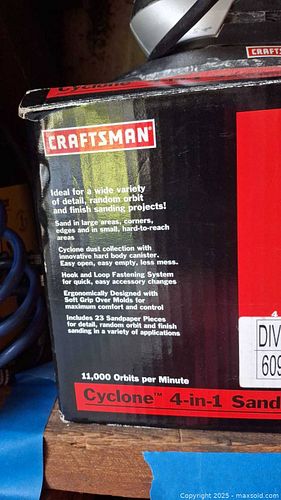 CRAFTSMAN
Cyclone
CRAFTSMAN®
Ideal for a wide variety
of detail, random orbit
and finish sanding projects!
Sand in large areas, corners,
edges and in small, hard-to-reach
areas
Cyclone dust collection with
innovative hard body canister.
Easy open, easy empty, less mess.
Hook and Loop Fastening System
for quick, easy accessory changes
Ergonomically Designed with
Soft Grip Over Molds for
maximum comfort and control
Includes 23 Sandpaper Pieces
for detail, random orbit and finish
sanding in a variety of applications
4
DIV
609
11,000 Orbits per Minute
Cyclone™ 4-in-1 Sand
Copyright 2025 - maxsold.com